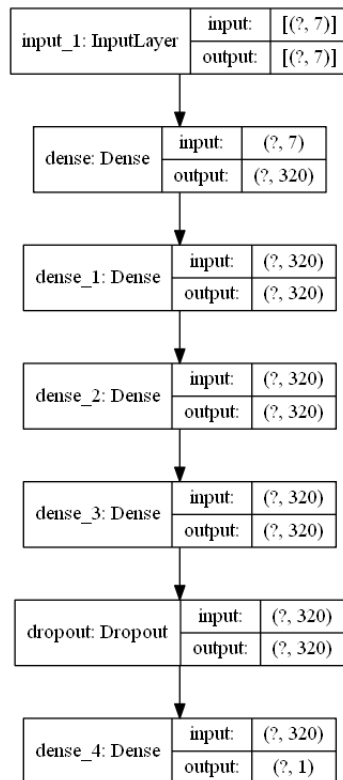 input_1: InputLayer
input: [(?, 7)]
output: [(?, 7)]
dense: Dense
input: (?, 7)
output: (?, 320)
dense_1: Dense
input: (?, 320)
output: (?, 320)
dense_2: Dense
input: (?, 320)
output: (?, 320)
dense_3: Dense
input: (?, 320)
output: (?, 320)
dropout: Dropout
input: (?, 320)
output: (?, 320)
dense_4: Dense
input: (?, 320)
output: (?, 1)